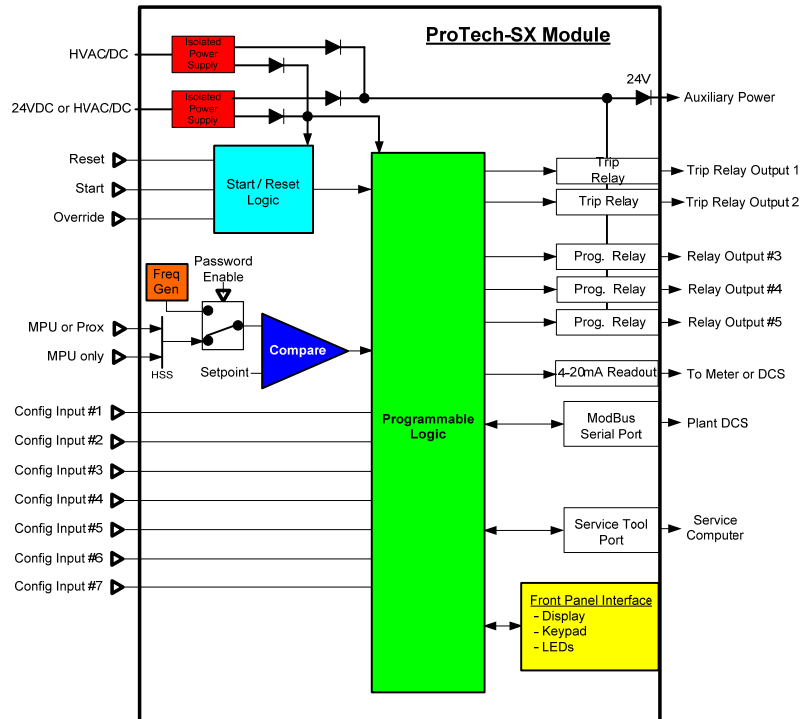 ProTech-SX Module
HVAC/DC
Isolated
Power
Supply
24VDC or HVAC/DC
Isolated
Power
Supply
24V
Auxiliary Power
Reset
Start
Override
Start / Reset
Logic
Trip
Relay
Trip Relay Output 1
Trip Relay
Trip Relay Output 2
Prog. Relay
Relay Output #3
Prog. Relay
Relay Output #4
Prog. Relay
Relay Output #5
Freq
Gen
Password
Enable
MPU or Prox
MPU only
HSS
Compare
Setpoint
4-20mA Readout
To Meter or DCS
Programmable
Logic
ModBus
Serial Port
Plant DCS
Config Input #1
Config Input #2
Config Input #3
Config Input #4
Config Input #5
Config Input #6
Config Input #7
Service Tool
Port
Service
Computer
Front Panel Interface
- Display
- Keypad
- LEDs